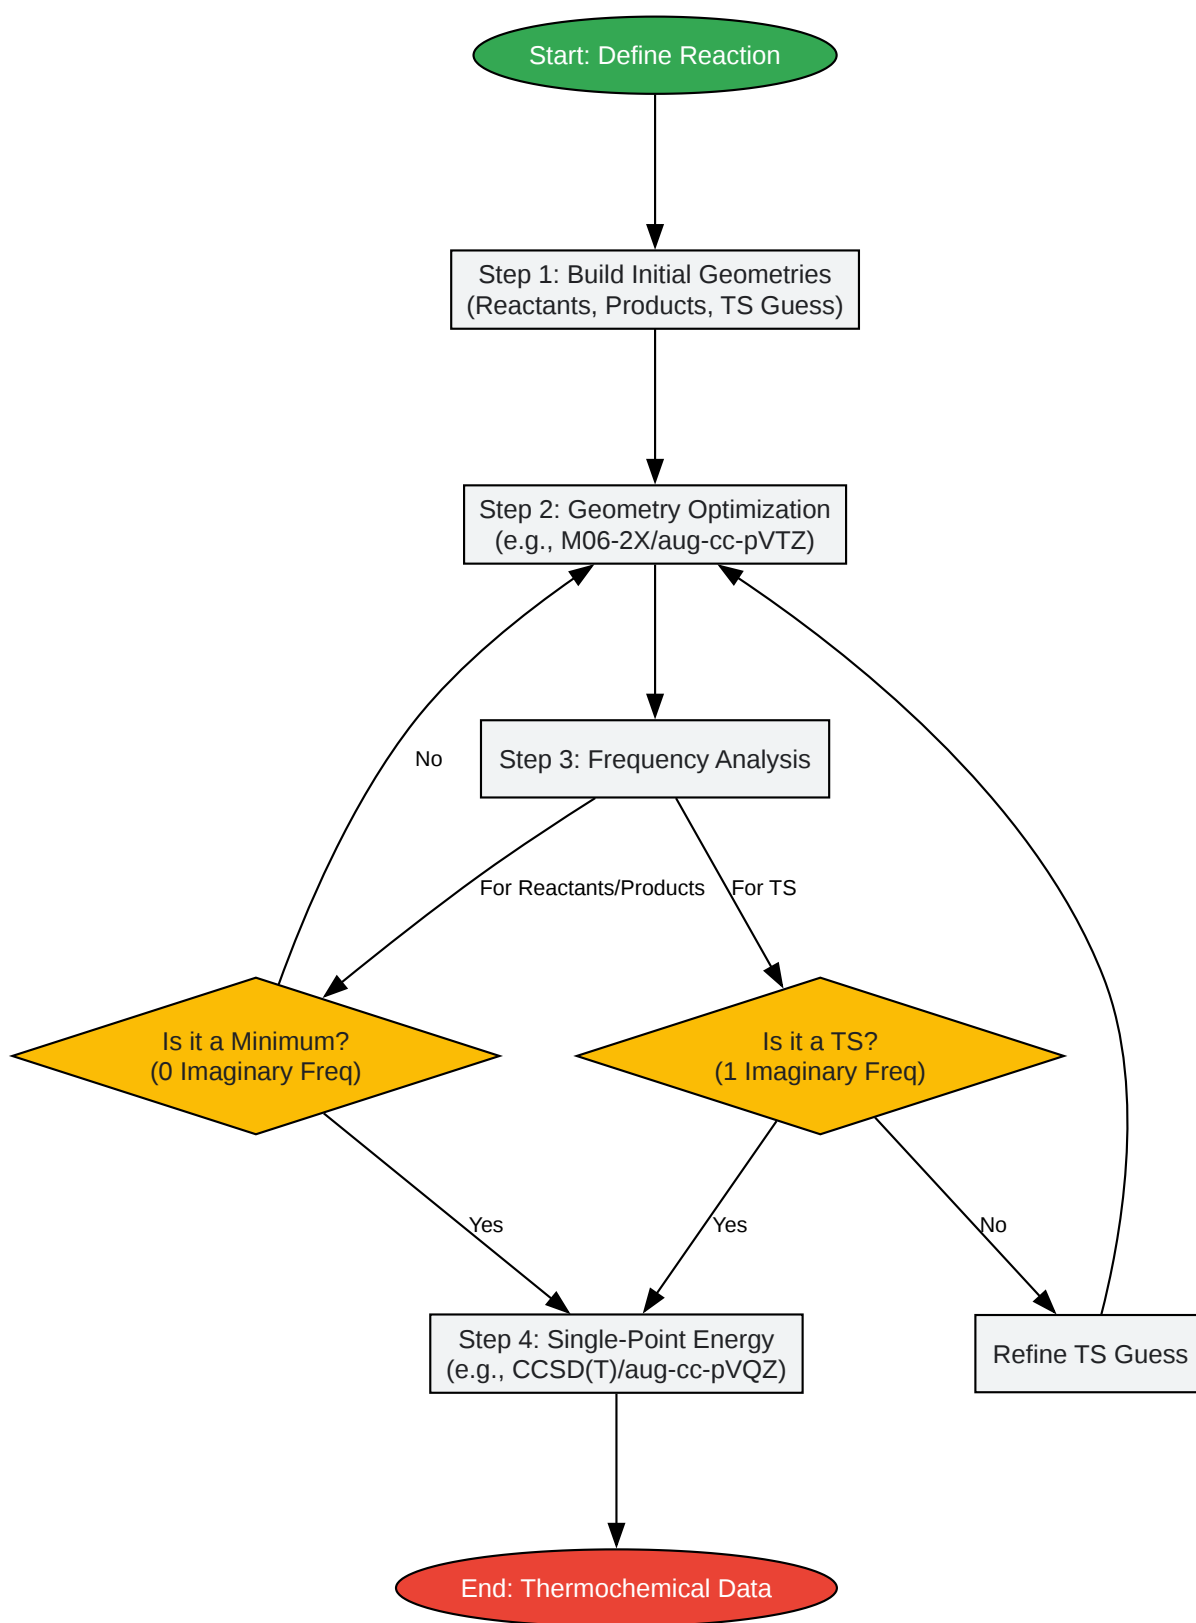 Start: Define Reaction
Step 1: Build Initial Geometries
(Reactants, Products, TS Guess)
Step 2: Geometry Optimization
(e.g., M06-2X/aug-cc-pVTZ)
No
Step 3: Frequency Analysis
For Reactants/Products
For TS
Is it a Minimum?
(0 Imaginary Freq)
Is it a TS?
(1 Imaginary Freq)
Yes
Yes
No
Step 4: Single-Point Energy
(e.g., CCSD(T)/aug-cc-pVQZ)
Refine TS Guess
End: Thermochemical Data